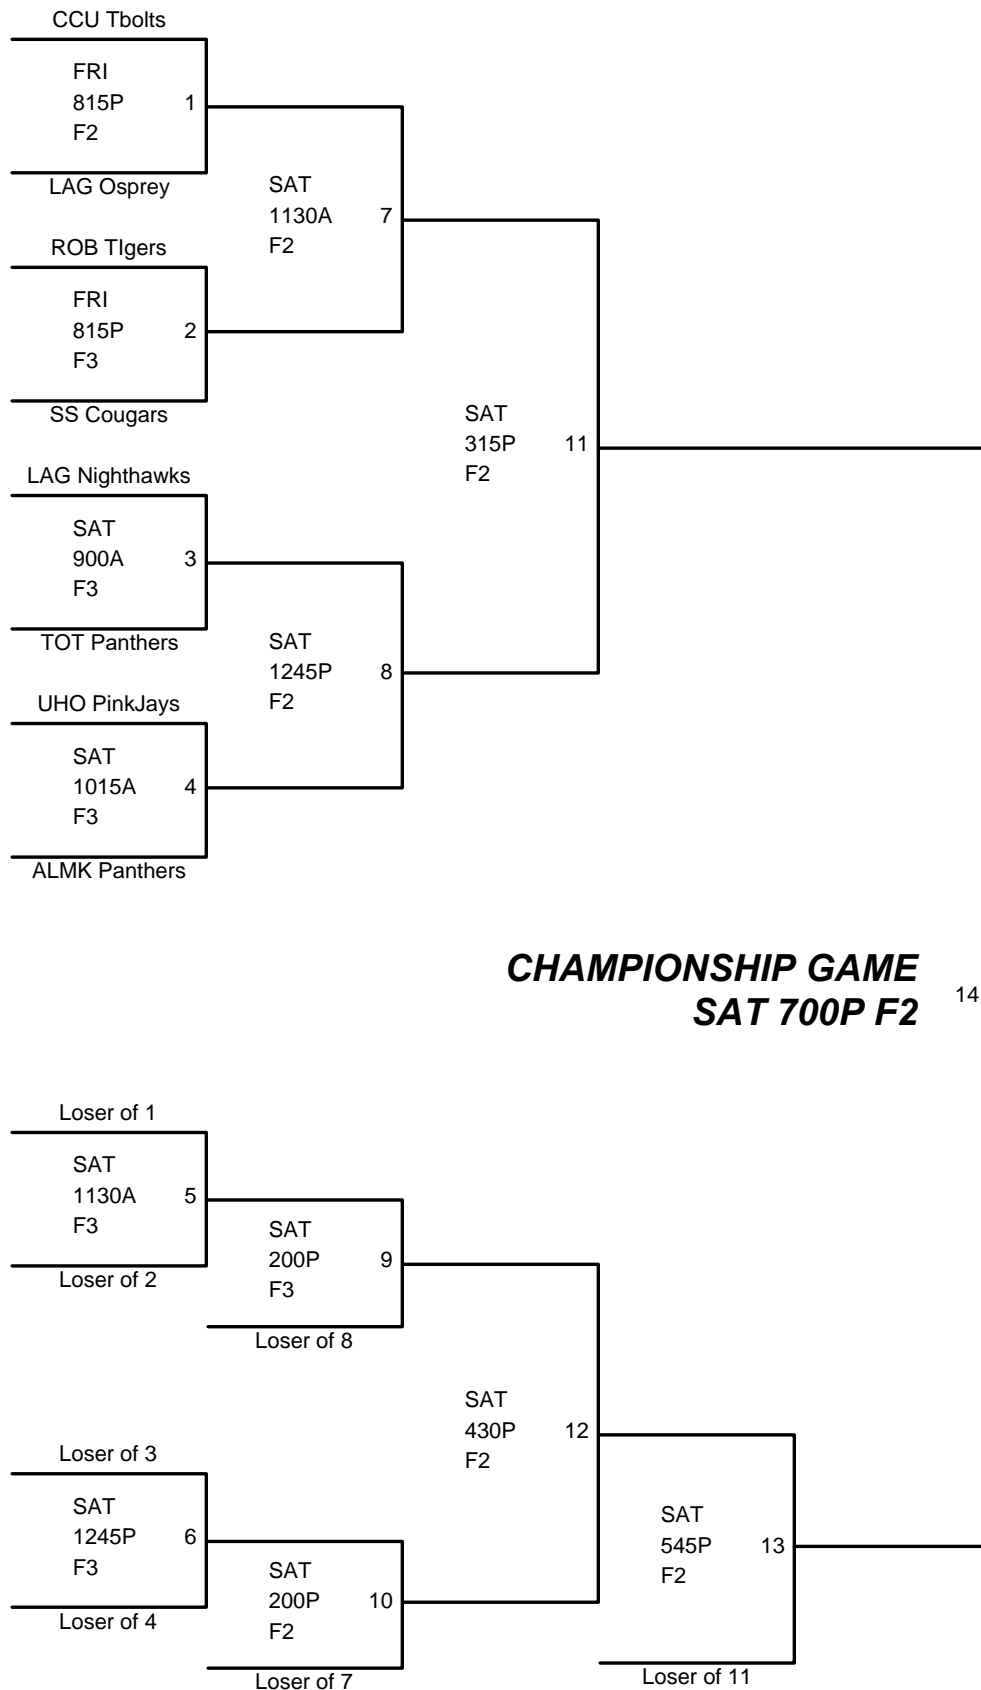 CCU Tbolts
FRI
815P 1
F2
LAG Osprey
SAT
1130A 7
F2
ROB TIgers
FRI
815P 2
F3
SS Cougars
SAT
315P 11
F2
LAG Nighthawks
SAT
900A 3
F3
TOT Panthers
SAT
1245P 8
F2
UHO PinkJays
SAT
1015A 4
F3
ALMK Panthers
CHAMPIONSHIP GAME
SAT 700P F2 14
Loser of 1
SAT
1130A 5
F3
Loser of 2
SAT
200P 9
F3
Loser of 8
SAT
430P 12
F2
Loser of 3
SAT
1245P 6
F3
Loser of 4
SAT
200P 10
F2
Loser of 7
SAT
545P 13
F2
Loser of 11